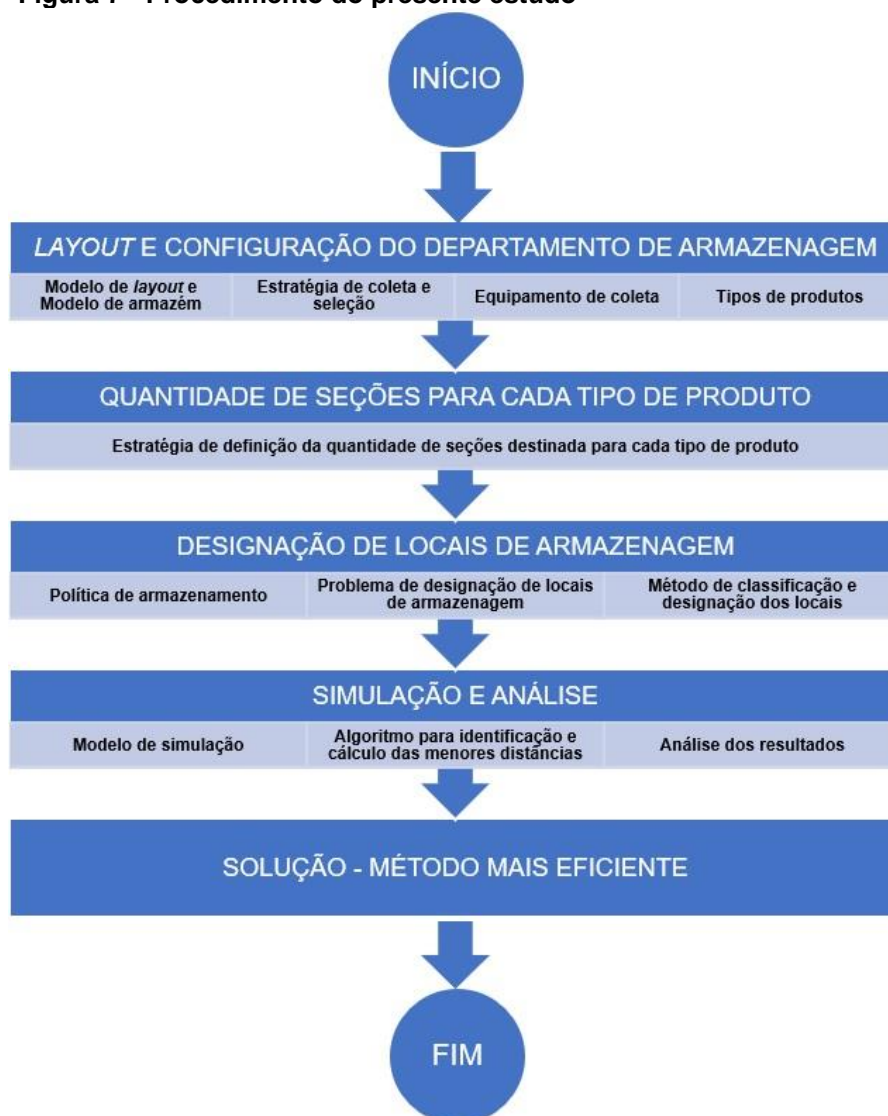 Figura 7 - Procedimento do presente estudo
INÍCIO
LAYOUT E CONFIGURAÇÃO DO DEPARTAMENTO DE ARMAZENAGEM
Modelo de layout e
Modelo de armazém
Estratégia de coleta e
seleção
Equipamento de coleta
Tipos de produtos
QUANTIDADE DE SEÇÕES PARA CADA TIPO DE PRODUTO
Estratégia de definição da quantidade de seções destinada para cada tipo de produto
DESIGNAÇÃO DE LOCAIS DE ARMAZENAGEM
Política de armazenamento
Problema de designação de locais
de armazenagem
Método de classificação e
designação dos locais
SIMULAÇÃO E ANÁLISE
Modelo de simulação
Algoritmo para identificação e
cálculo das menores distâncias
Análise dos resultados
SOLUÇÃO - MÉTODO MAIS EFICIENTE
FIM